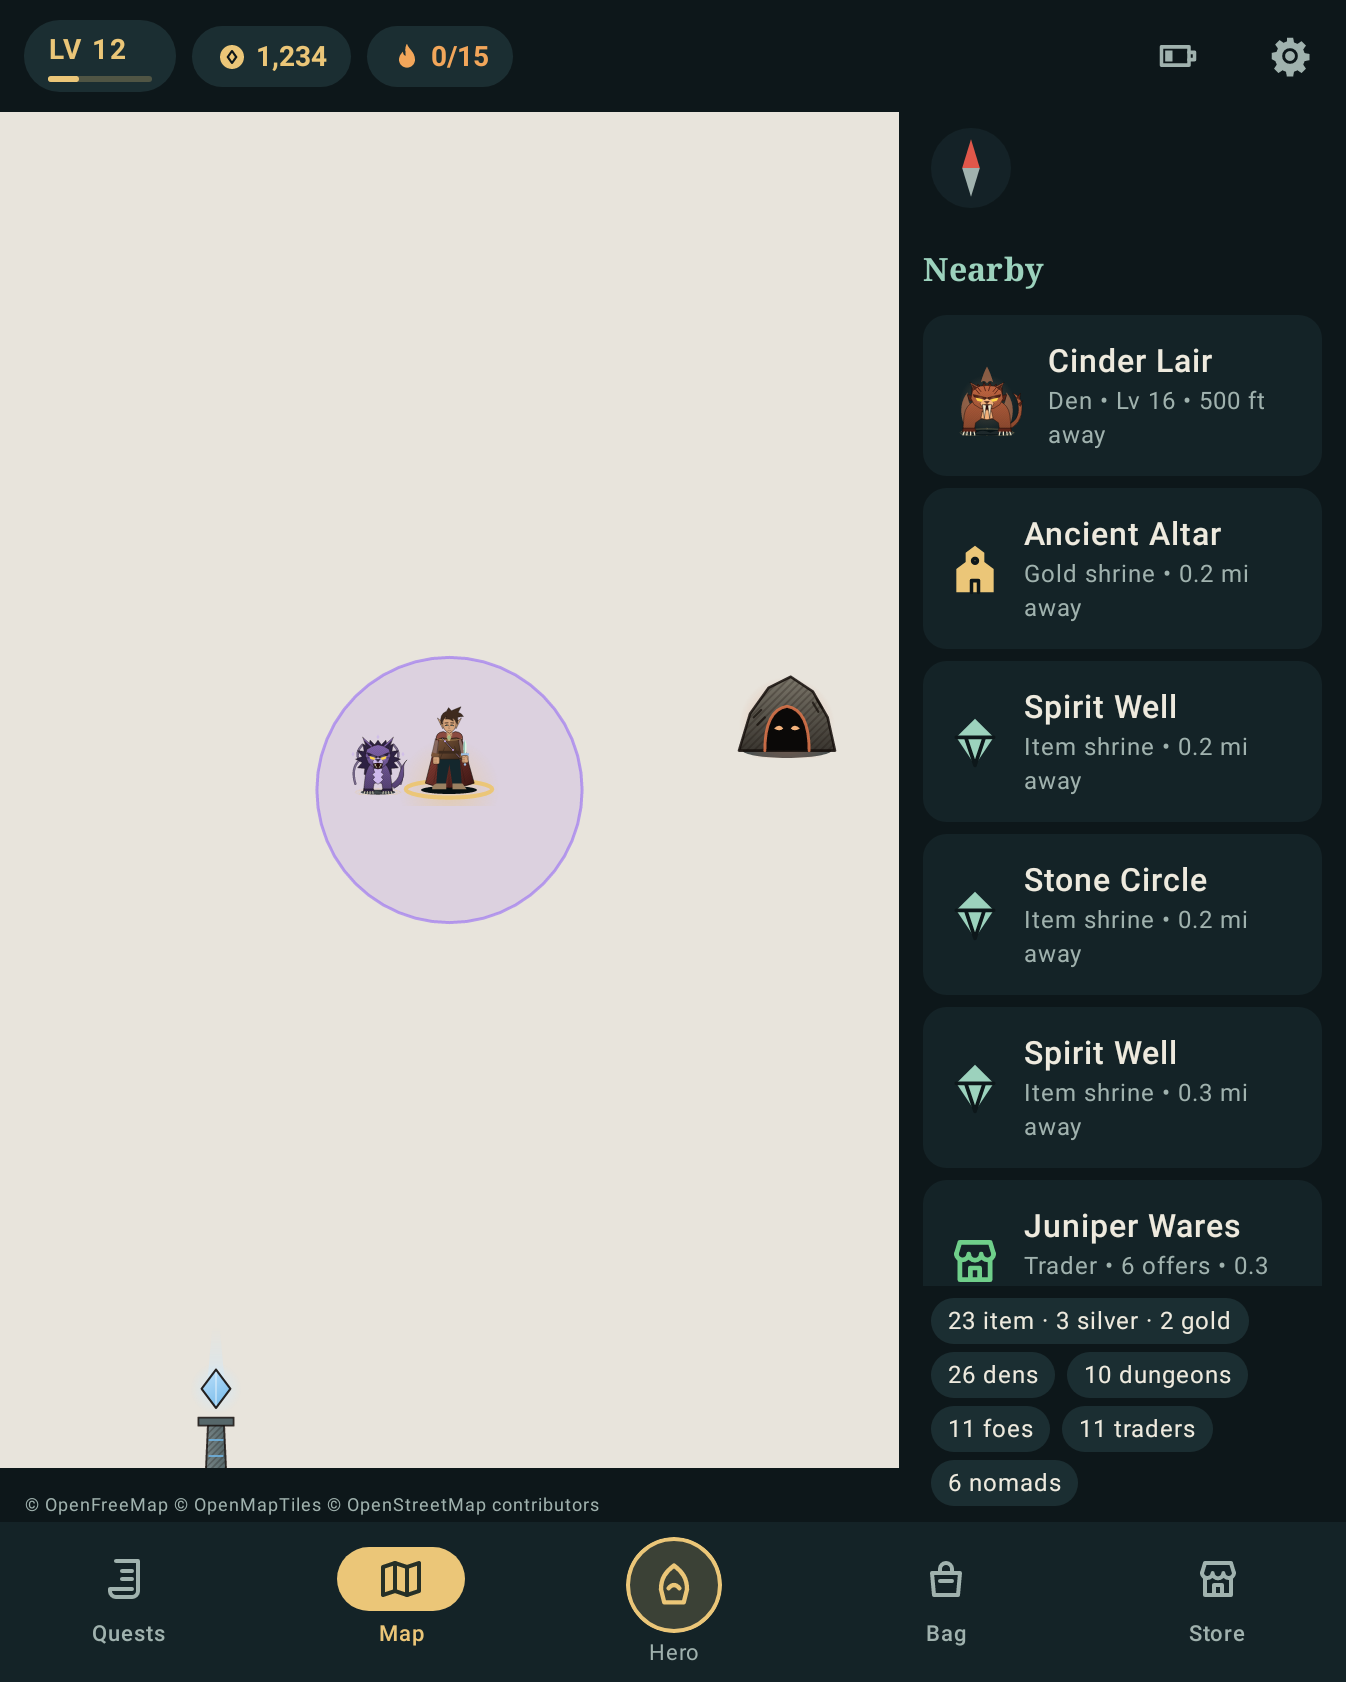 LV 12
1,234
0/15
Nearby
Cinder Lair
Den • Lv 16 • 500 ft
away
Ancient Altar
Gold shrine • 0.2 mi
away
Spirit Well
Item shrine • 0.2 mi
away
Stone Circle
Item shrine • 0.2 mi
away
Spirit Well
Item shrine • 0.3 mi
away
Juniper Wares
Trader • 6 offers • 0.3
23 item · 3 silver · 2 gold
26 dens
10 dungeons
11 foes
11 traders
6 nomads
© OpenFreeMap © OpenMapTiles © OpenStreetMap contributors
Quests
Map
Hero
Bag
Store